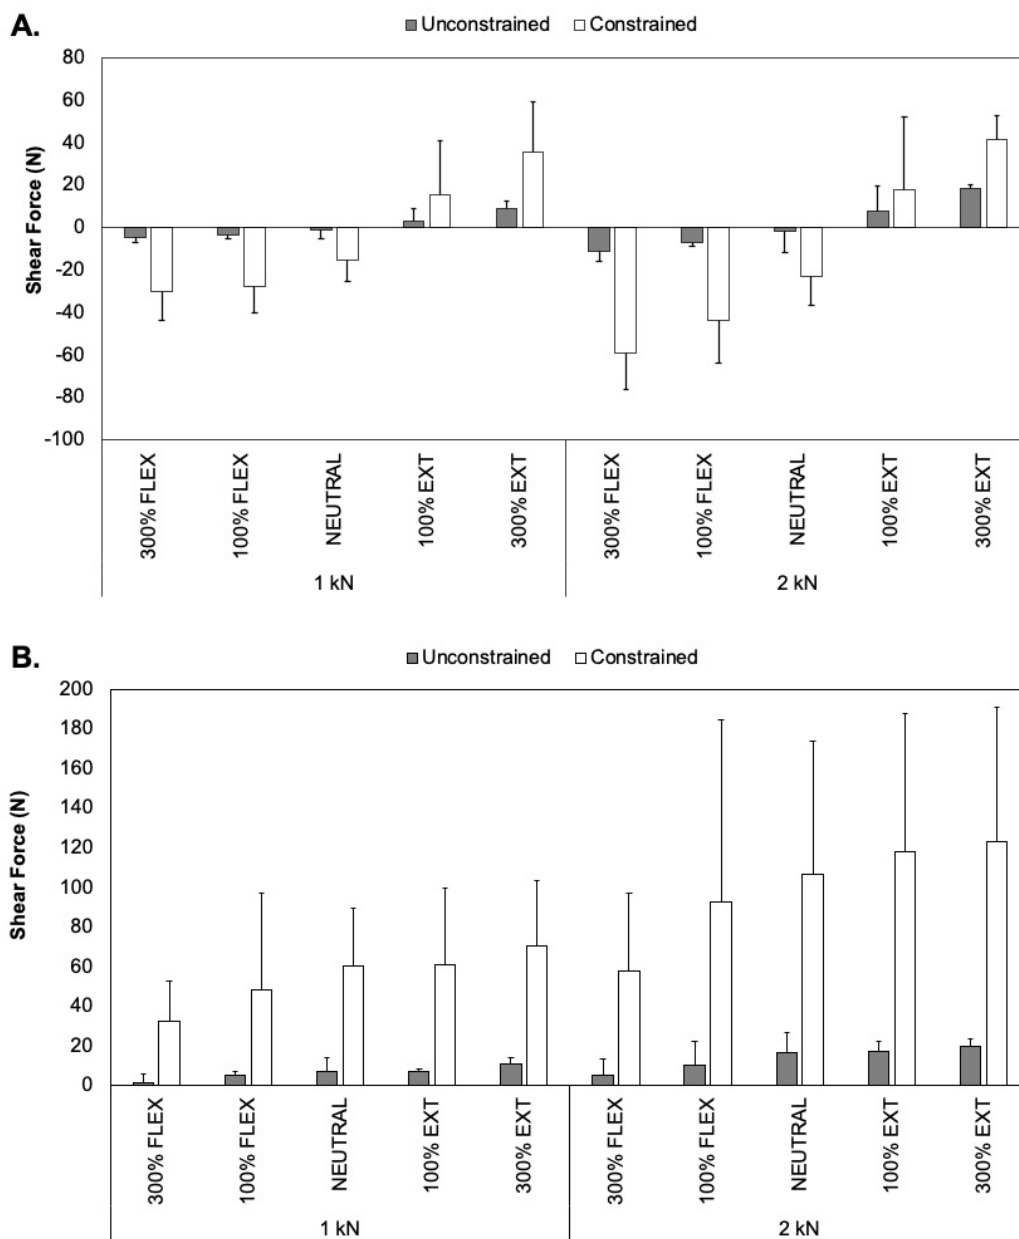 A.
Unconstrained Constrained
80
60
40
20
0
-20
-40
-60
-80
-100
Shear Force (N)
300% FLEX
100% FLEX
NEUTRAL
100% EXT
300% EXT
300% FLEX
100% FLEX
NEUTRAL
100% EXT
300% EXT
1 kN
2 kN
B.
Unconstrained Constrained
200
180
160
140
120
100
80
60
40
20
0
Shear Force (N)
300% FLEX
100% FLEX
NEUTRAL
100% EXT
300% EXT
300% FLEX
100% FLEX
NEUTRAL
100% EXT
300% EXT
1 kN
2 kN